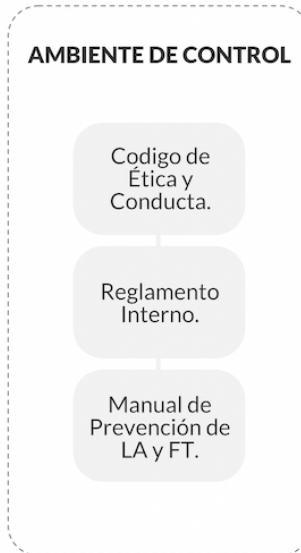 AMBIENTE DE CONTROL
Codigo de
Ética y
Conducta.
Reglamento
Interno.
Manual de
Prevención de
LA y FT.